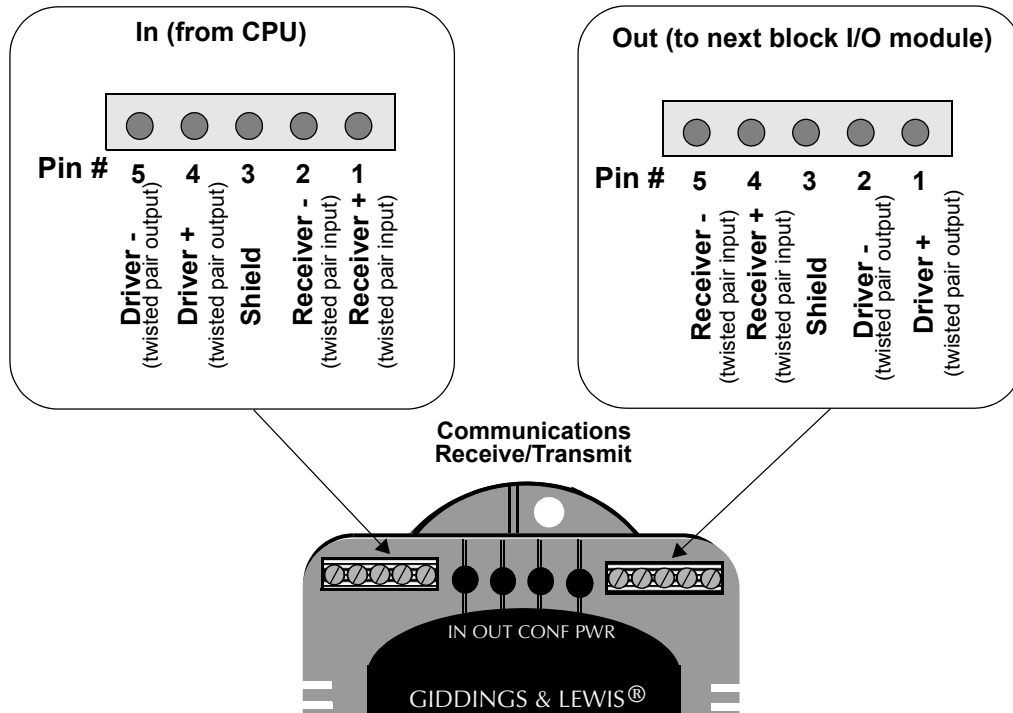 In (from CPU)
Pin # 5 4 3 2 1
Driver -
(twisted pair output)
Driver +
(twisted pair output)
Shield
Receiver -
(twisted pair input)
Receiver +
(twisted pair input)
Out (to next block I/O module)
Pin # 5 4 3 2 1
Receiver -
(twisted pair input)
Receiver +
(twisted pair input)
Shield
Driver -
(twisted pair output)
Driver +
(twisted pair output)
Communications
Receive/Transmit
IN OUT CONF PWR
GIDDINGS & LEWIS®